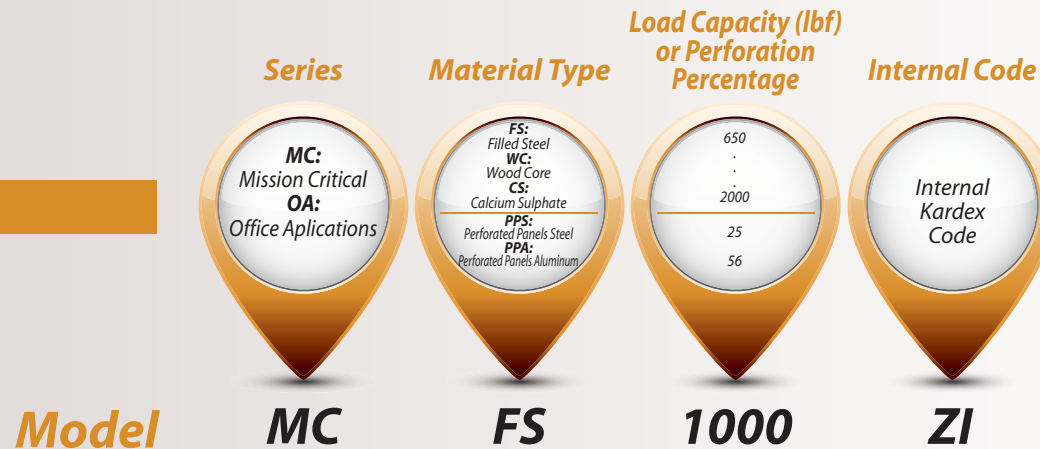 Series
Material Type
Load Capacity (lbf)
or Perforation
Percentage
Internal Code
MC:
Mission Critical
OA:
Office Aplications
FS:
Filled Steel
WC:
Wood Core
CS:
Calcium Sulphate
PPS:
Perforated Panels Steel
PPA:
Perforated Panels Aluminum
650
.
.
.
2000
25
56
Internal
Kardex
Code
Model MC FS 1000 ZI